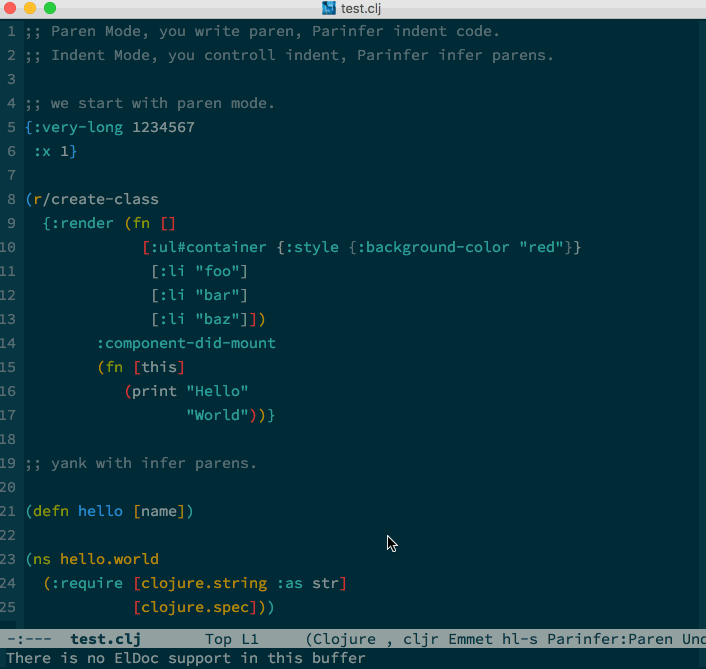 test.clj
1 ;; Paren Mode, you write paren, Parinfer indent code.
2 ;; Indent Mode, you controll indent, Parinfer infer parens.
3
4 ;; we start with paren mode.
5 {:very-long 1234567
6  :x 1}
7
8 (r/create-class
9   {:render (fn []
10              [:ul#container {:style {:background-color "red"}}
11               [:li "foo"]
12               [:li "bar"]
13               [:li "baz"]])
14         :component-did-mount
15         (fn [this]
16            (print "Hello"
17                   "World"))}
18
19 ;; yank with infer parens.
20
21 (defn hello [name])
22
23 (ns hello.world
24   (:require [clojure.string :as str]
25             [clojure.spec]))
-:---  test.clj       Top L1     (Clojure , cljr Emmet hl-s Parinfer:Paren Und
There is no ElDoc support in this buffer